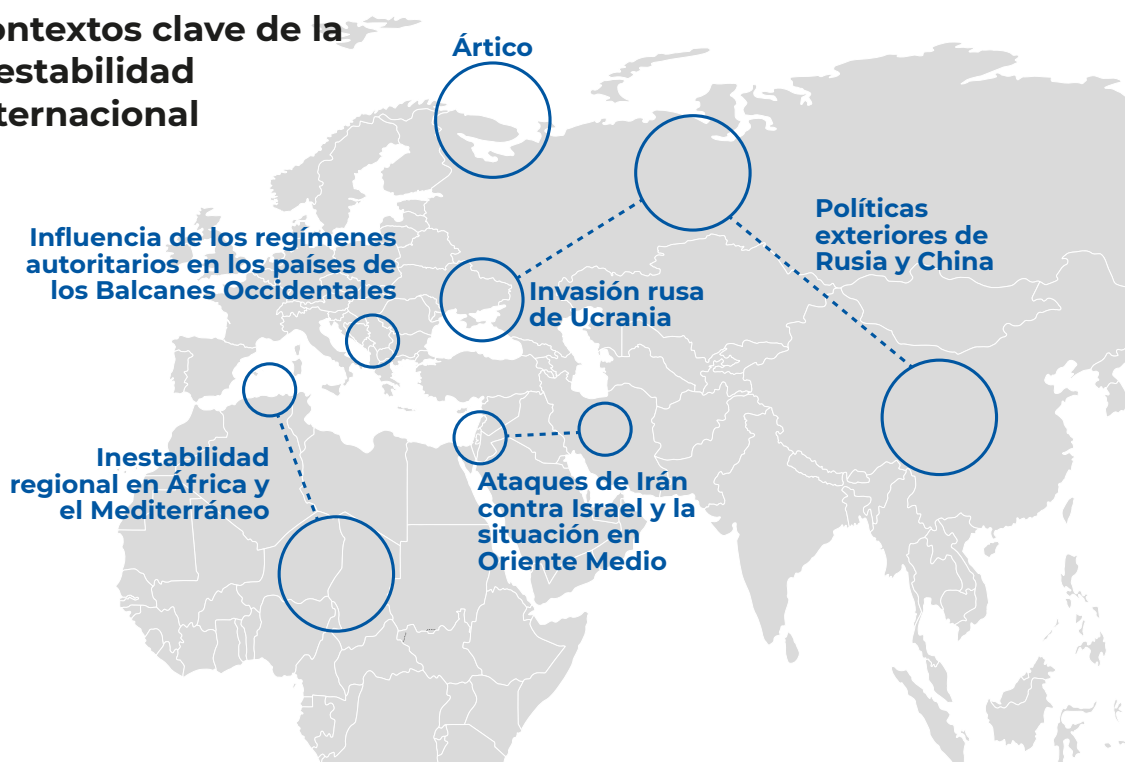 ontextos clave de la
estabilidad
ternacional
Ártico
Políticas
exteriores de
Rusia y China
Influencia de los regímenes
autoritarios en los países de
los Balcanes Occidentales
Invasión rusa
de Ucrania
Inestabilidad
regional en África y
el Mediterráneo
Ataques de Irán
contra Israel y la
situación en
Oriente Medio